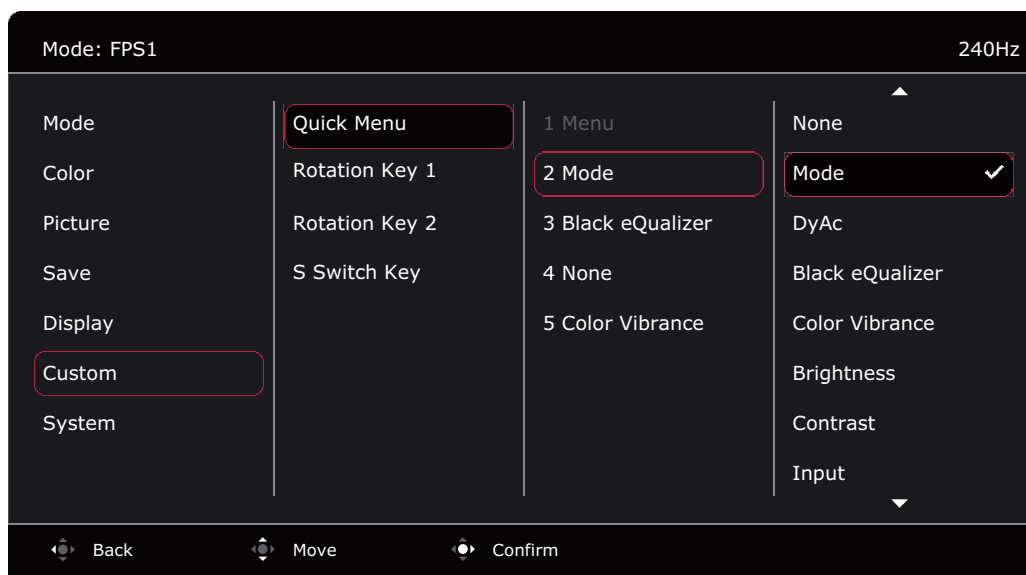 Mode: FPS1 240Hz
Mode
Color
Picture
Save
Display
Custom
System
Quick Menu
Rotation Key 1
Rotation Key 2
S Switch Key
1 Menu
2 Mode
3 Black eQualizer
4 None
5 Color Vibrance
None
Mode
DyAc
Black eQualizer
Color Vibrance
Brightness
Contrast
Input
Back Move Confirm